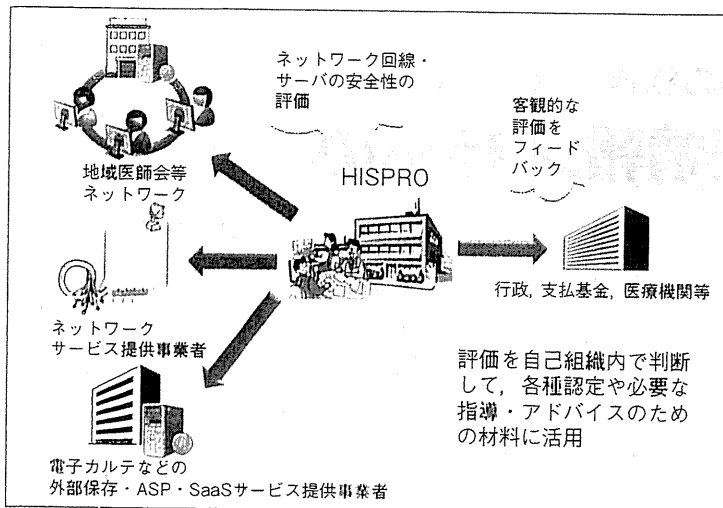 ネットワーク回線・
サーバの安全性の
評価
客観的な
評価を
フィード
バック
地域医師会等
ネットワーク
HISPRO
行政，支払基金，医療機関等
ネットワーク
サービス提供事業者
評価を自己組織内で判断
して，各種認定や必要な
指導・アドバイスのため
の材料に活用
電子カルテなどの
外部保存・ASP・SaaSサービス提供事業者